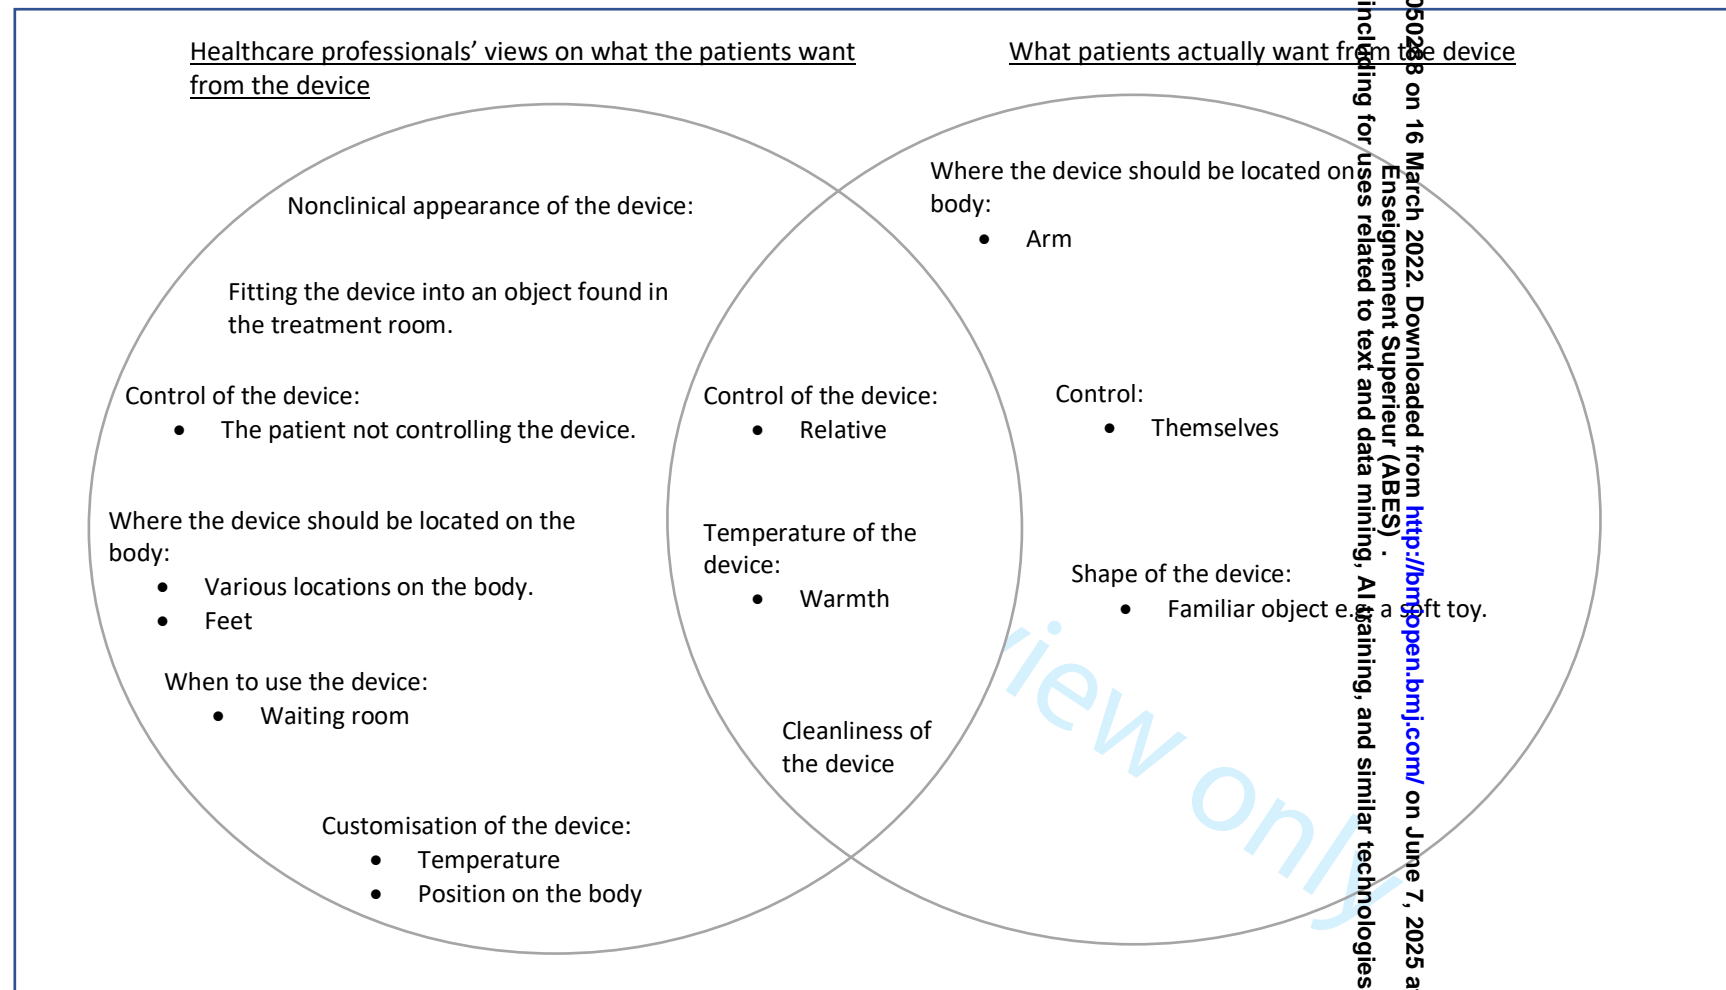 Healthcare professionals’ views on what the patients want
from the device
What patients actually want from the device
Nonclinical appearance of the device:
Fitting the device into an object found in
the treatment room.
Control of the device:
• The patient not controlling the device.
Where the device should be located on the
body:
• Various locations on the body.
• Feet
When to use the device:
• Waiting room
Customisation of the device:
• Temperature
• Position on the body
Control of the device:
• Relative
Temperature of the
device:
• Warmth
Cleanliness of
the device
Where the device should be located on
body:
• Arm
Control:
• Themselves
Shape of the device:
• Familiar object e.g. a soft toy.
view only
050288 on 16 March 2022. Downloaded from http://bmjopen.bmj.com/ on June 7, 2025
Enseignement Superieur (ABES) .
including for uses related to text and data mining, AI training, and similar technologies